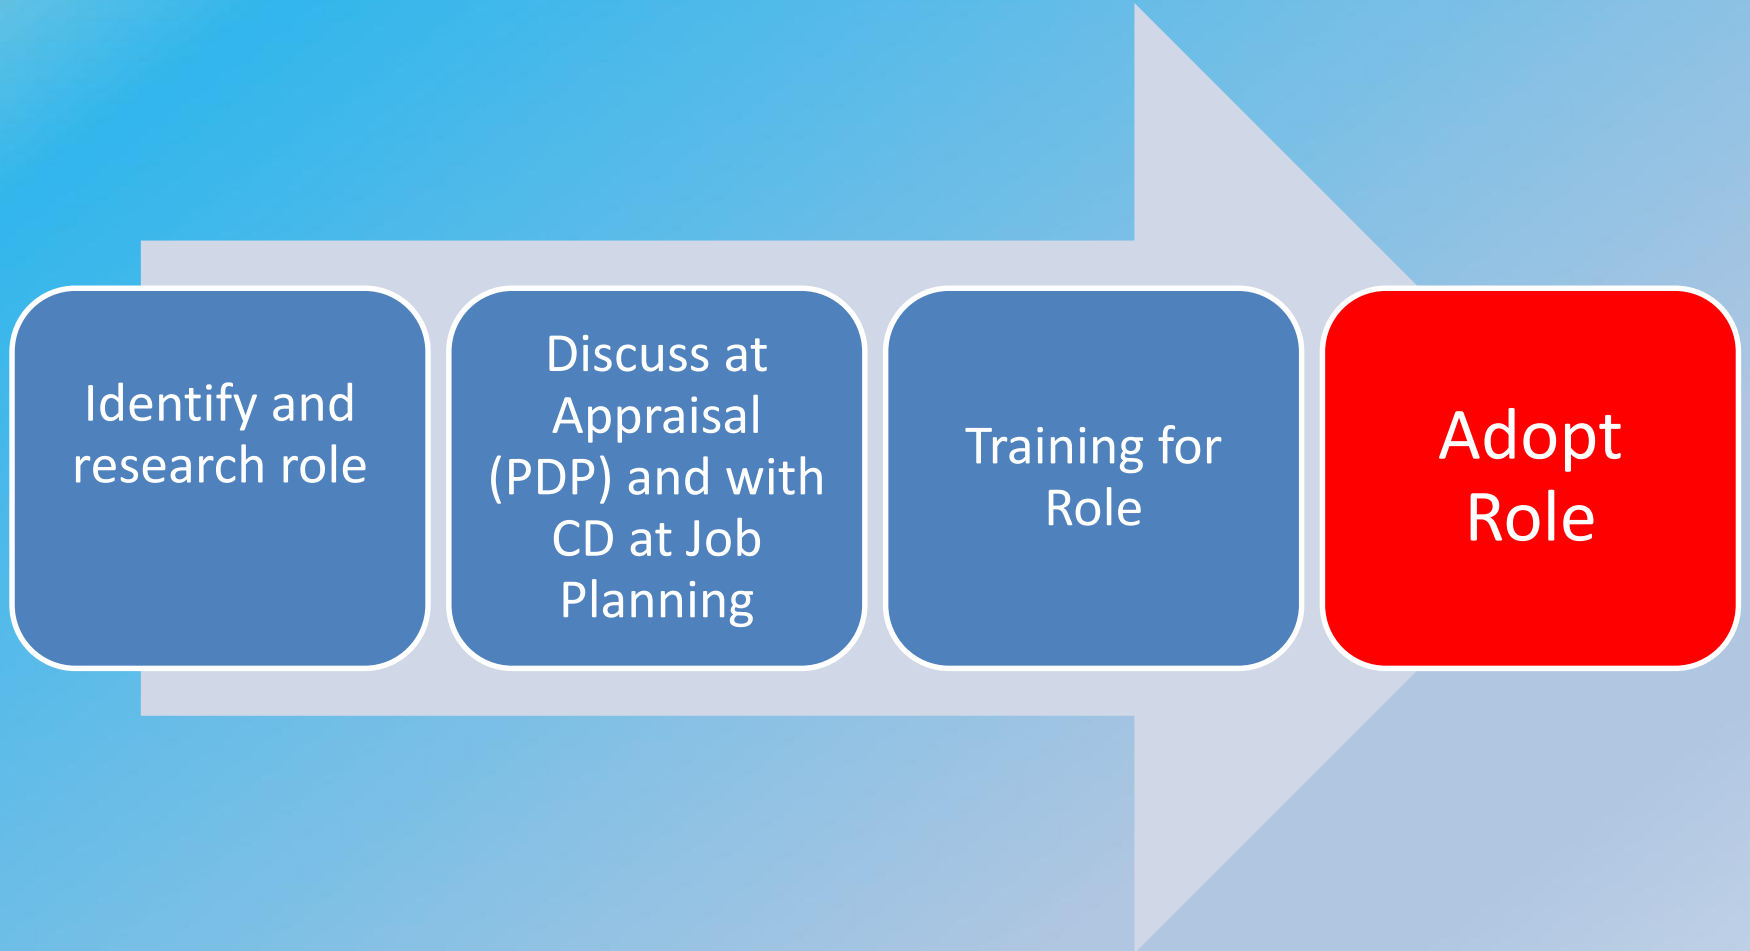 Identify and
research role
Discuss at
Appraisal
(PDP) and with
CD at Job
Planning
Training for
Role
Adopt
Role